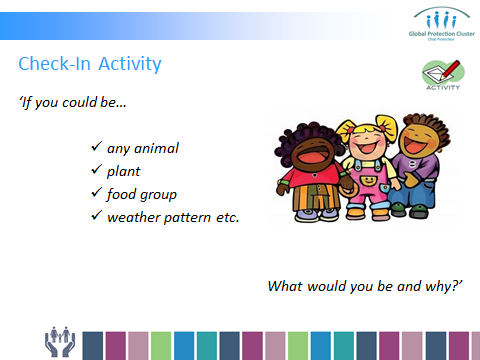 Global Protection Cluster
Child Protection
Check-In Activity
ACTIVITY
‘If you could be…
✓ any animal
✓ plant
✓ food group
✓ weather pattern etc.
What would you be and why?’